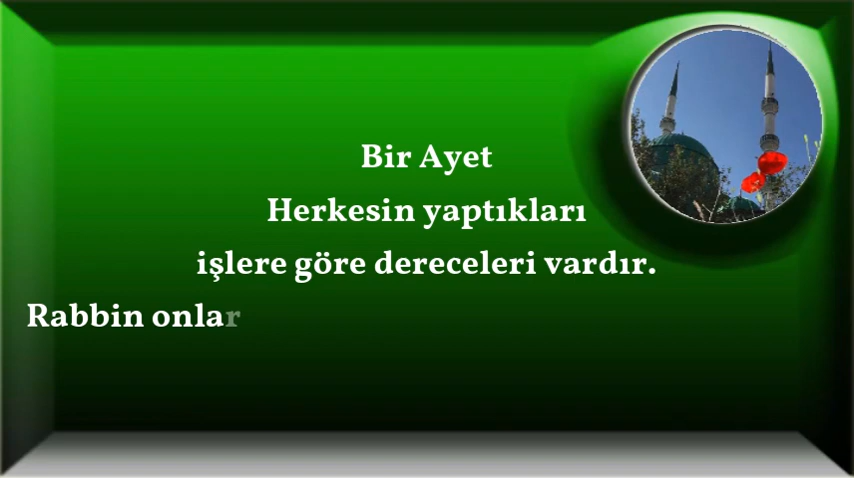 Bir Ayet
Herkesin yaptıkları
işlere göre dereceleri vardır.
Rabbin onlar